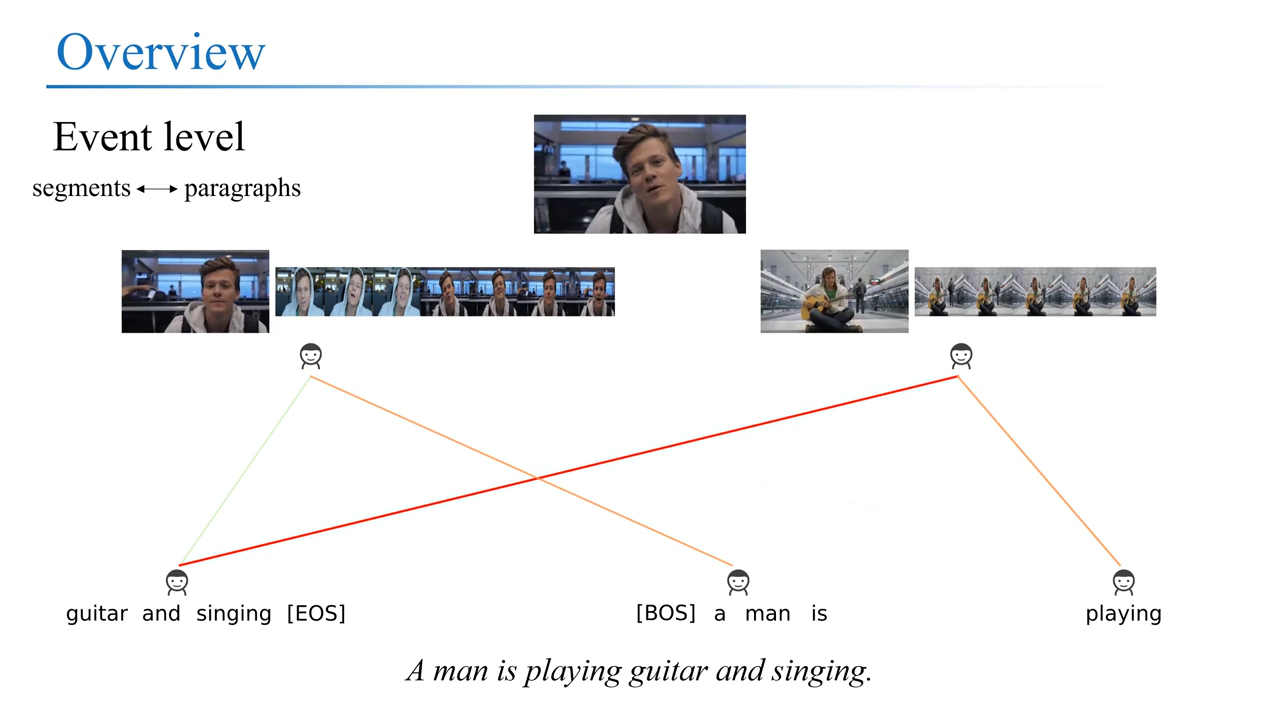 Overview
Event level
segments ⟷ paragraphs
guitar and singing [EOS]
[BOS] a man is
playing
A man is playing guitar and singing.